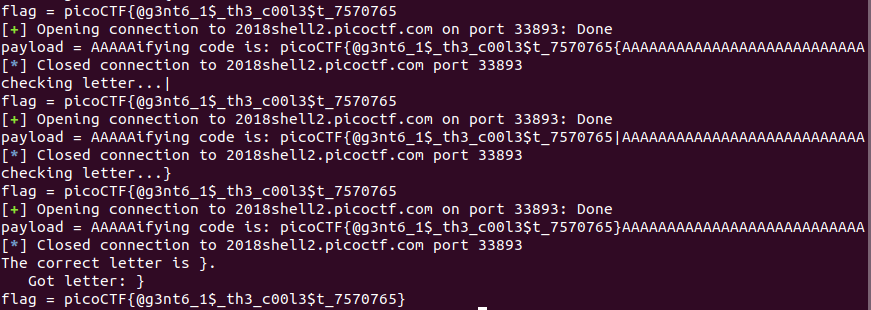 flag = picoCTF{@g3nt6_1$_th3_c00l3$t_7570765
[+] Opening connection to 2018shell2.picoctf.com on port 33893: Done
payload = AAAAAifying code is: picoCTF{@g3nt6_1$_th3_c00l3$t_7570765{AAAAAAAAAAAAAAAAAAAAAAAAAAA
[*] Closed connection to 2018shell2.picoctf.com port 33893
checking letter...|
flag = picoCTF{@g3nt6_1$_th3_c00l3$t_7570765
[+] Opening connection to 2018shell2.picoctf.com on port 33893: Done
payload = AAAAAifying code is: picoCTF{@g3nt6_1$_th3_c00l3$t_7570765|AAAAAAAAAAAAAAAAAAAAAAAAAAA
[*] Closed connection to 2018shell2.picoctf.com port 33893
checking letter...}
flag = picoCTF{@g3nt6_1$_th3_c00l3$t_7570765
[+] Opening connection to 2018shell2.picoctf.com on port 33893: Done
payload = AAAAAifying code is: picoCTF{@g3nt6_1$_th3_c00l3$t_7570765}AAAAAAAAAAAAAAAAAAAAAAAAAAA
[*] Closed connection to 2018shell2.picoctf.com port 33893
The correct letter is }.
   Got letter: }
flag = picoCTF{@g3nt6_1$_th3_c00l3$t_7570765}